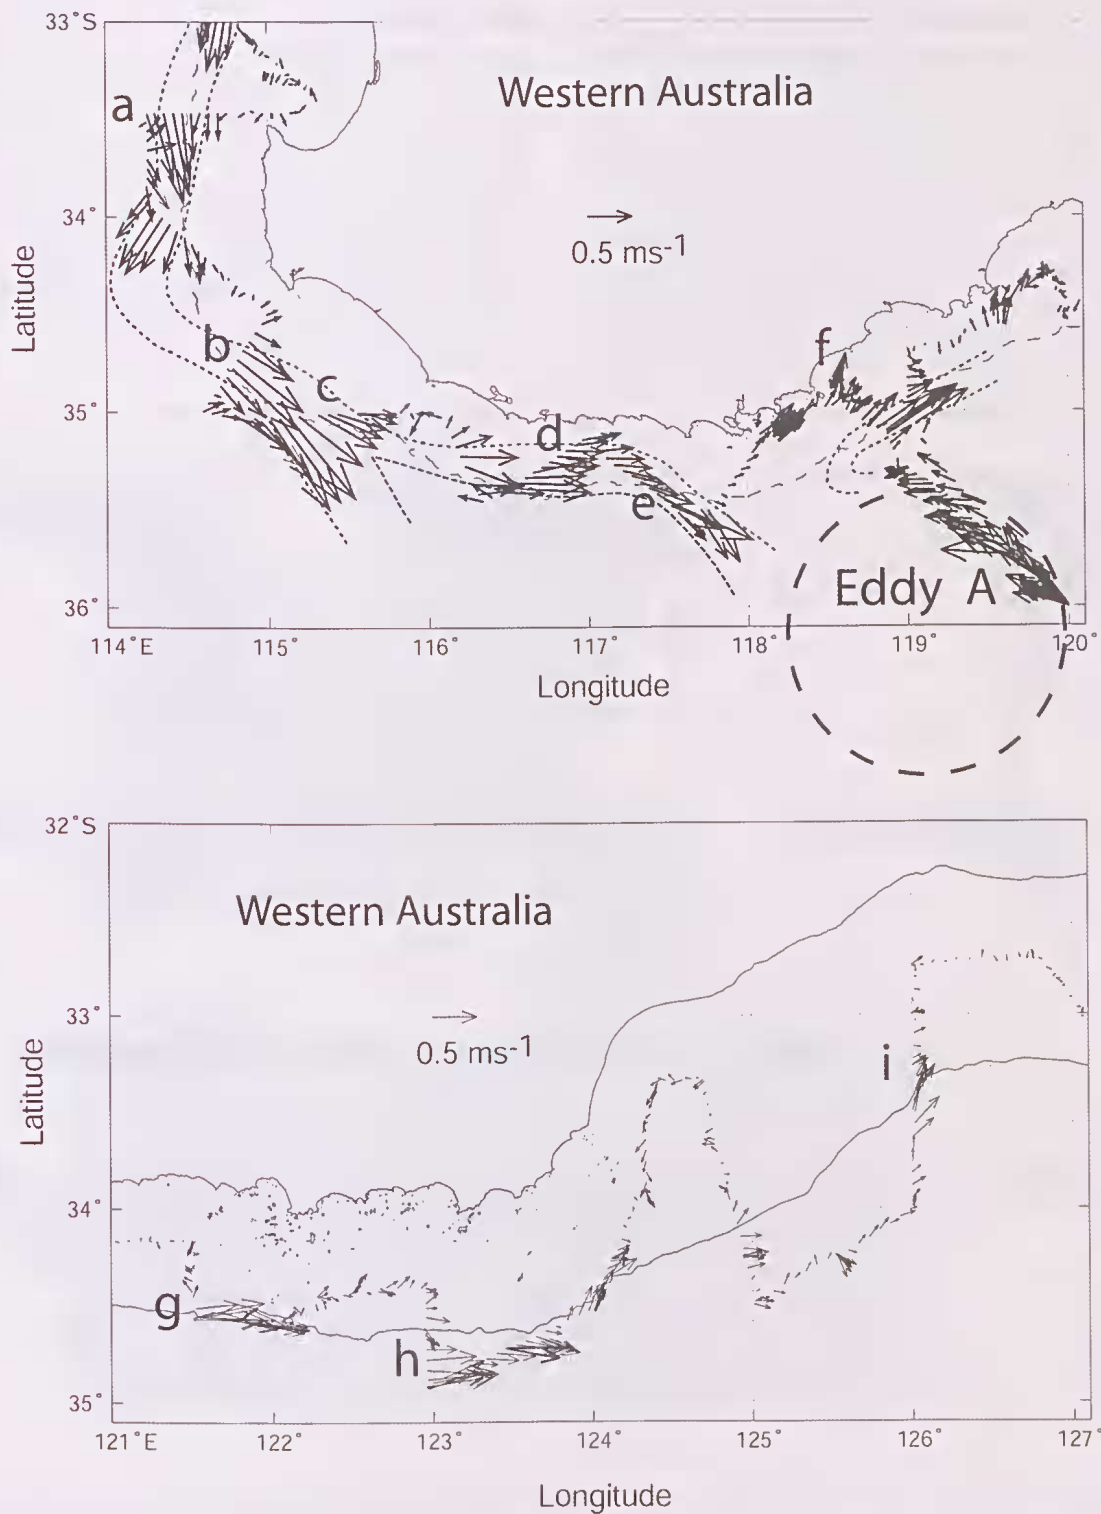 33°S
Western Australia
a
34°
0.5 ms-1
Latitude
b
c
f
35°
d
e
Eddy A
36°
114°E
115°
116°
117°
118°
119°
120°
Longitude
32°S
Western Australia
33°
0.5 ms-1
i
Latitude
34°
g
h
35°
121°E
122°
123°
124°
125°
126°
127°
Longitude